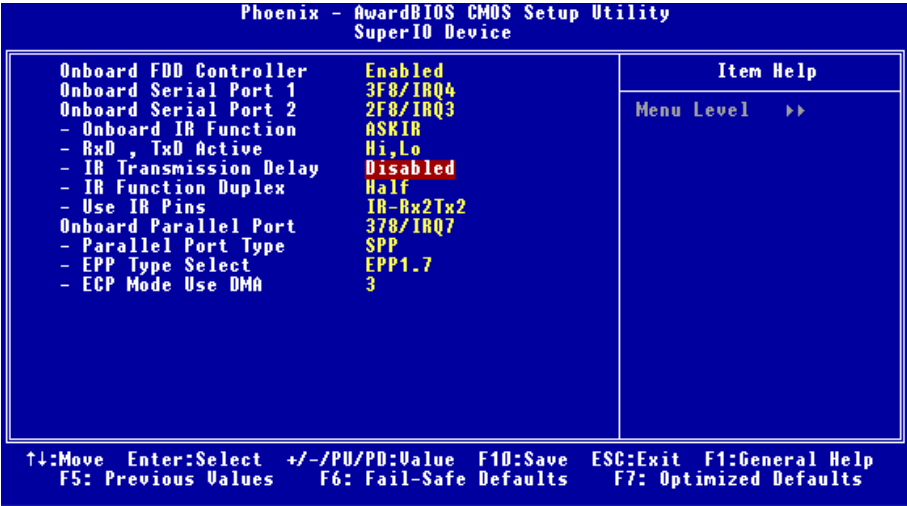 Phoenix - AwardBIOS CMOS Setup Utility
SuperIO Device
Onboard FDD Controller Enabled
Onboard Serial Port 1 3F8/IRQ4
Onboard Serial Port 2 2F8/IRQ3
- Onboard IR Function ASKIR
- RxD , TxD Active Hi,Lo
- IR Transmission Delay Disabled
- IR Function Duplex Half
- Use IR Pins IR-Rx2Tx2
Onboard Parallel Port 378/IRQ7
- Parallel Port Type SPP
- EPP Type Select EPP1.7
- ECP Mode Use DMA 3
Item Help
Menu Level ▸▸
↑↓:Move Enter:Select +/-/PU/PD:Value F10:Save ESC:Exit F1:General Help
F5: Previous Values F6: Fail-Safe Defaults F7: Optimized Defaults